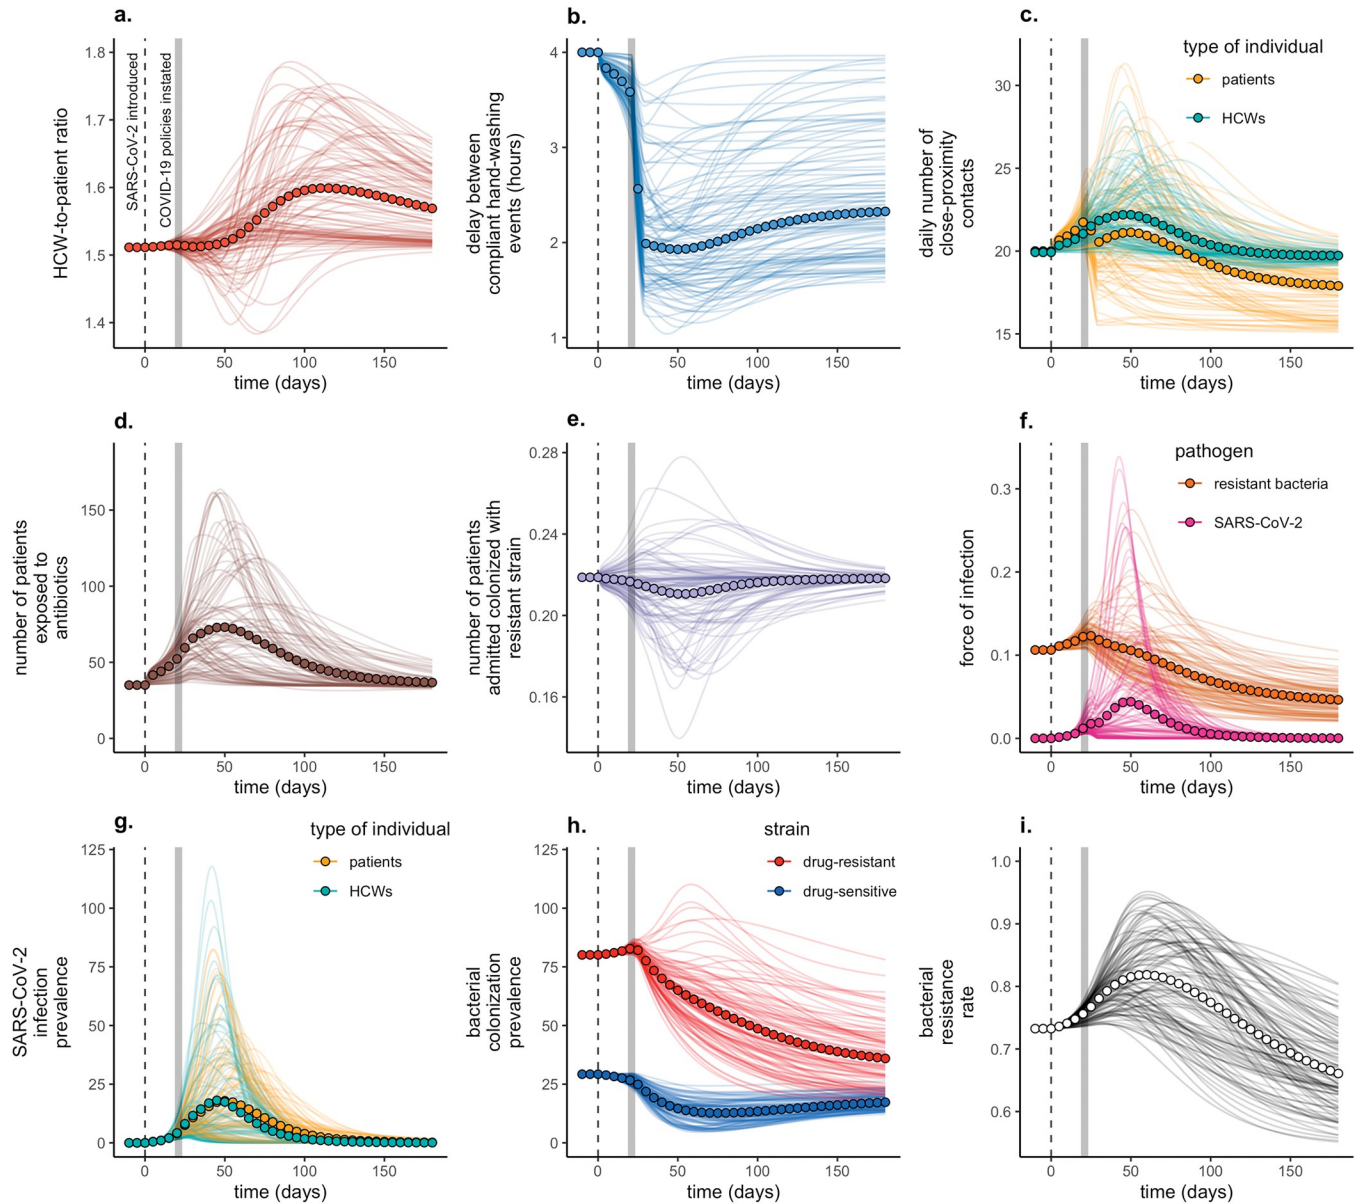 a.
HCW-to-patient ratio
1.8
1.7
1.6
1.5
1.4
SARS-CoV-2 introduced
COVID-19 policies instated
0
50
100
150
time (days)
b.
delay between
compliant hand-washing
events (hours)
4
3
2
1
0
50
100
150
time (days)
c.
daily number of
close-proximity
contacts
30
25
20
15
type of individual
patients
HCWs
0
50
100
150
time (days)
d.
number of patients
exposed to
antibiotics
150
100
50
0
0
50
100
150
time (days)
e.
number of patients
admitted colonized with
resistant strain
0.28
0.24
0.20
0.16
0
50
100
150
time (days)
f.
force of infection
0.3
0.2
0.1
0.0
pathogen
resistant bacteria
SARS-CoV-2
0
50
100
150
time (days)
g.
SARS-CoV-2
infection
prevalence
125
100
75
50
25
0
type of individual
patients
HCWs
0
50
100
150
time (days)
h.
bacterial
colonization
prevalence
125
100
75
50
25
0
strain
drug-resistant
drug-sensitive
0
50
100
150
time (days)
i.
bacterial
resistance
rate
1.0
0.9
0.8
0.7
0.6
0
50
100
150
time (days)